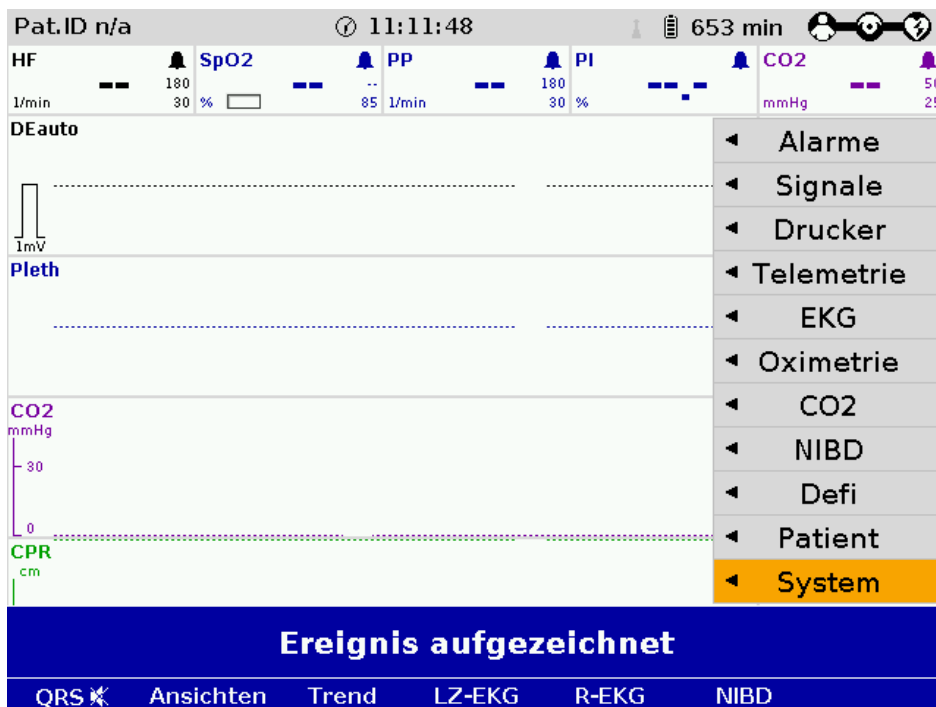 Pat.ID n/a 11:11:48 653 min
HF SpO2 PP PI CO2
-- 180 -- -- -- 180 --.- --
1/min 30 % 85 1/min 30 % mmHg
DEauto
1mV
Pleth
CO2
mmHg
30
0
CPR
cm
Alarme
Signale
Drucker
Telemetrie
EKG
Oximetrie
CO2
NIBD
Defi
Patient
System
Ereignis aufgezeichnet
QRS Ansichten Trend LZ-EKG R-EKG NIBD